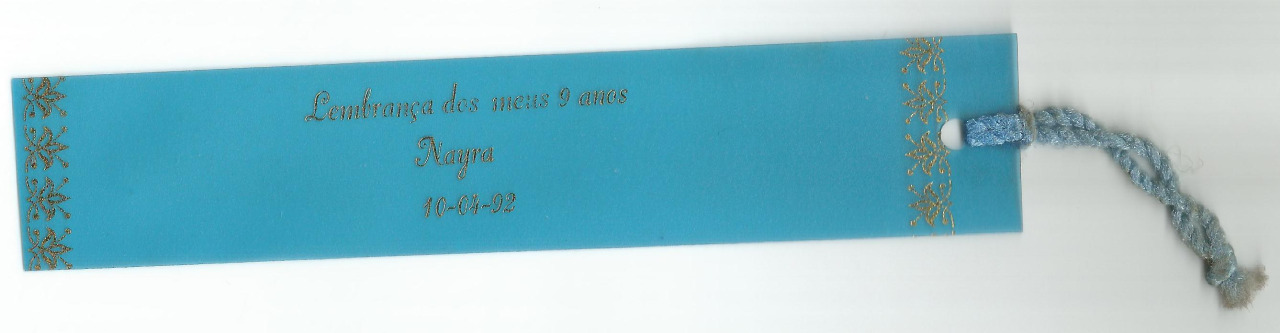 Lembrança dos meus 9 anos
Nayra
10-04-92